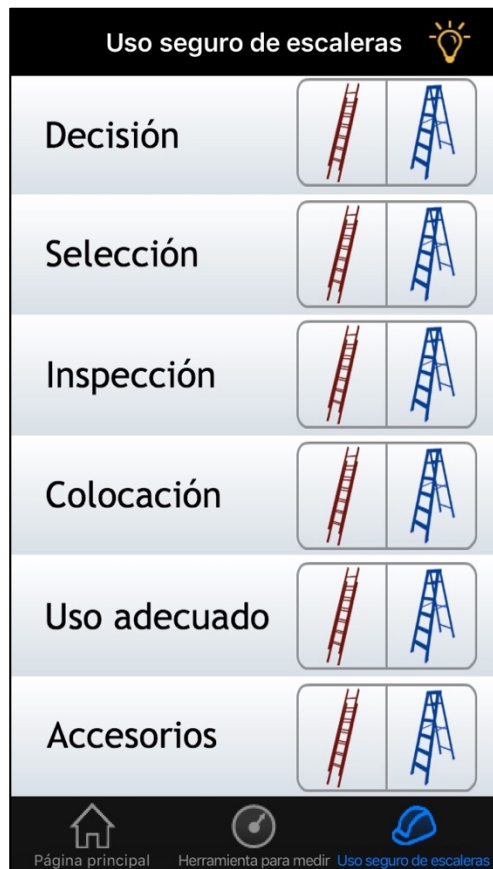 Uso seguro de escaleras
Decisión
Selección
Inspección
Colocación
Uso adecuado
Accesorios
Página principal Herramienta para medir Uso seguro de escaleras